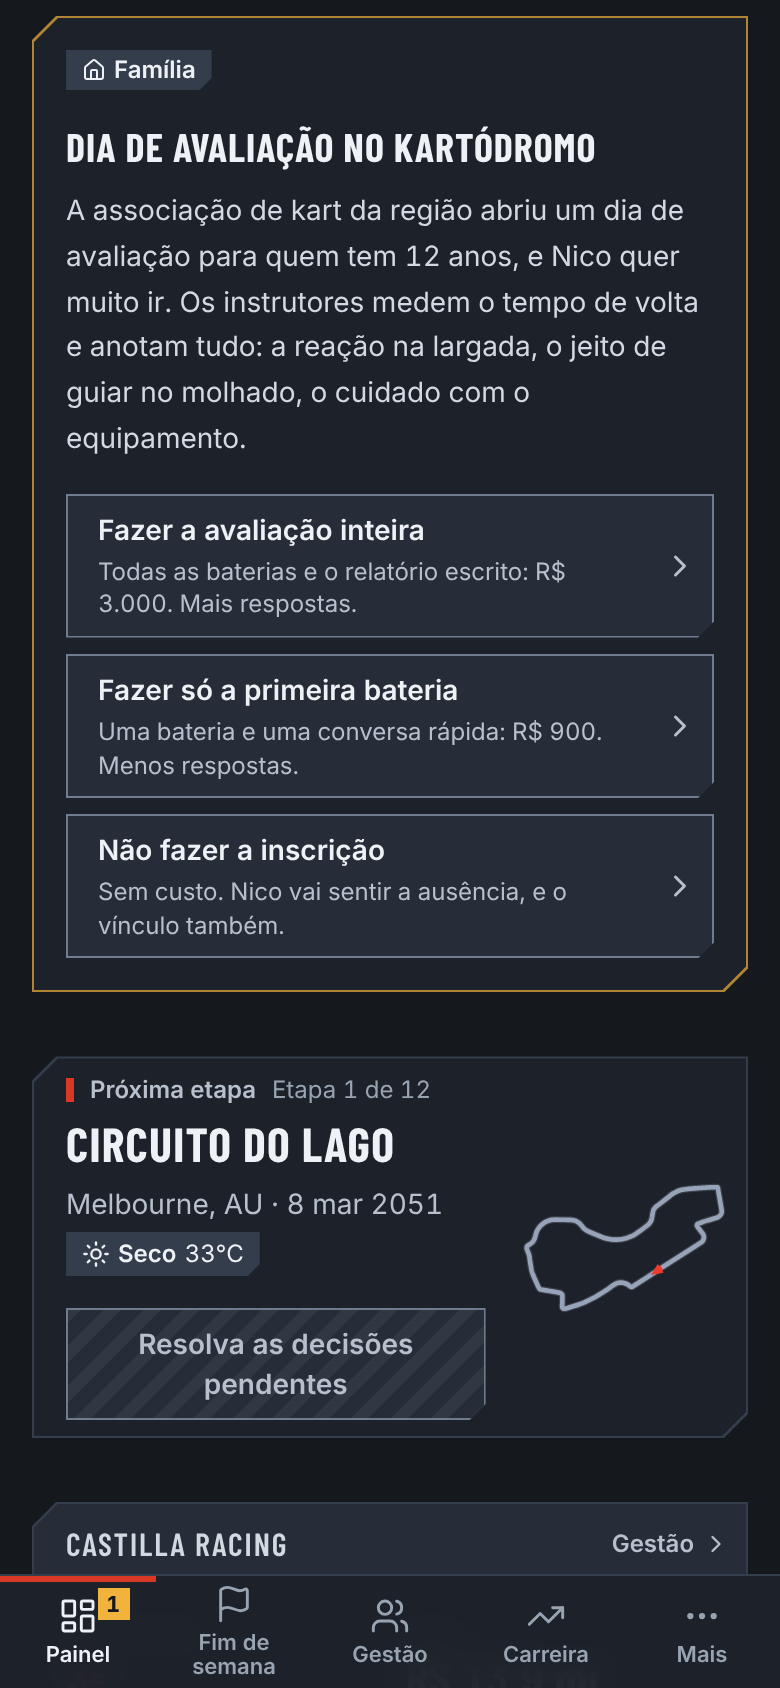 Família
DIA DE AVALIAÇÃO NO KARTÓDROMO
A associação de kart da região abriu um dia de
avaliação para quem tem 12 anos, e Nico quer
muito ir. Os instrutores medem o tempo de volta
e anotam tudo: a reação na largada, o jeito de
guiar no molhado, o cuidado com o
equipamento.
Fazer a avaliação inteira
Todas as baterias e o relatório escrito: R$
3.000. Mais respostas.
Fazer só a primeira bateria
Uma bateria e uma conversa rápida: R$ 900.
Menos respostas.
Não fazer a inscrição
Sem custo. Nico vai sentir a ausência, e o
vínculo também.
Próxima etapa Etapa 1 de 12
CIRCUITO DO LAGO
Melbourne, AU · 8 mar 2051
Seco 33°C
Resolva as decisões
pendentes
CASTILLA RACING
Gestão
1
Painel
Fim de
semana
Gestão
Carreira
Mais